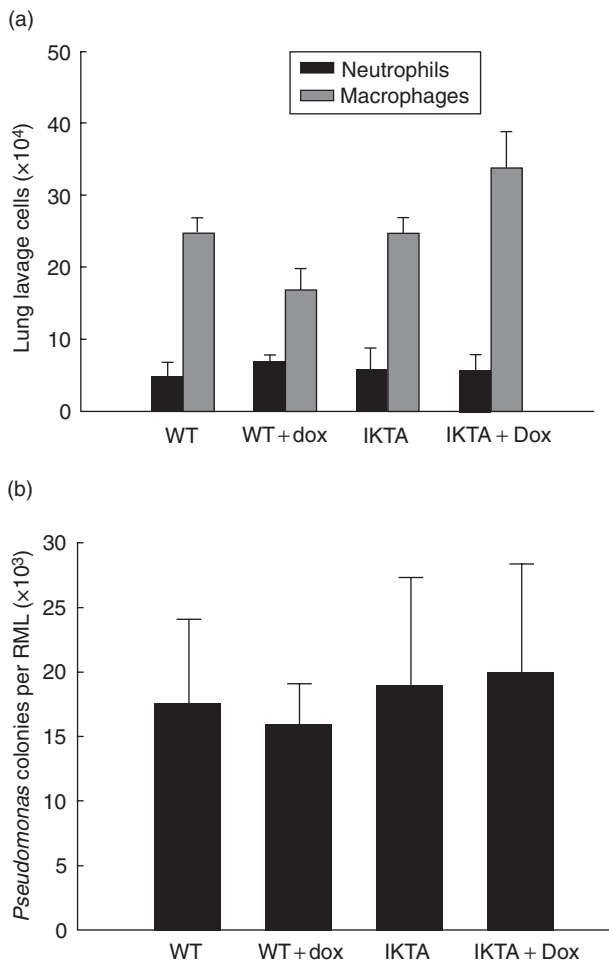 (a)
50
40
30
20
10
0
Lung lavage cells (×10⁴)
Neutrophils
Macrophages
WT
WT + dox
IKTA
IKTA + Dox
(b)
30
25
20
15
10
5
0
Pseudomonas colonies per RML (×10³)
WT
WT + dox
IKTA
IKTA + Dox